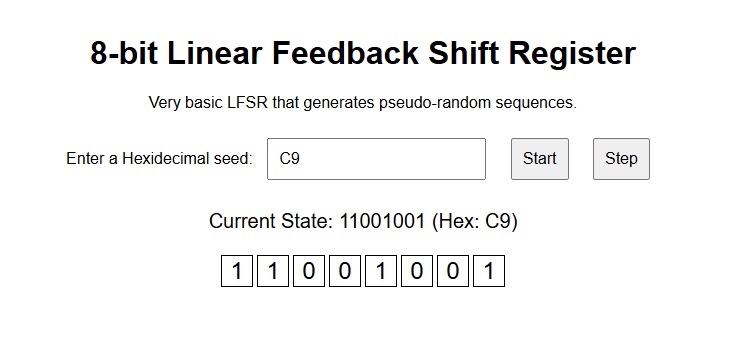 8-bit Linear Feedback Shift Register
Very basic LFSR that generates pseudo-random sequences.
Enter a Hexidecimal seed: C9 Start Step
Current State: 11001001 (Hex: C9)
1 1 0 0 1 0 0 1